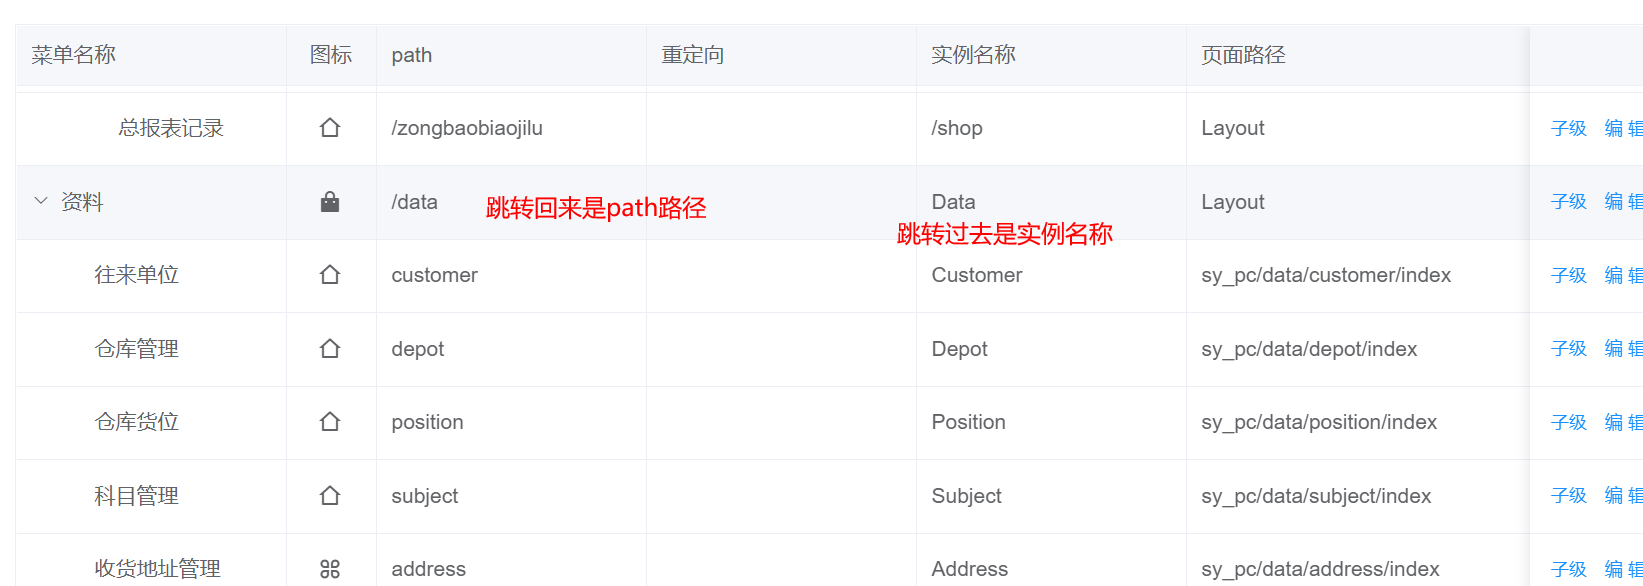 菜单名称 图标 path 重定向 实例名称 页面路径
总报表记录 /zongbaobiaojilu /shop Layout 子级 编辑
资料 /data Data Layout 子级 编辑
跳转回来是path路径
跳转过去是实例名称
往来单位 customer Customer sy_pc/data/customer/index 子级 编辑
仓库管理 depot Depot sy_pc/data/depot/index 子级 编辑
仓库货位 position Position sy_pc/data/position/index 子级 编辑
科目管理 subject Subject sy_pc/data/subject/index 子级 编辑
收货地址管理 address Address sy_pc/data/address/index 子级 编辑